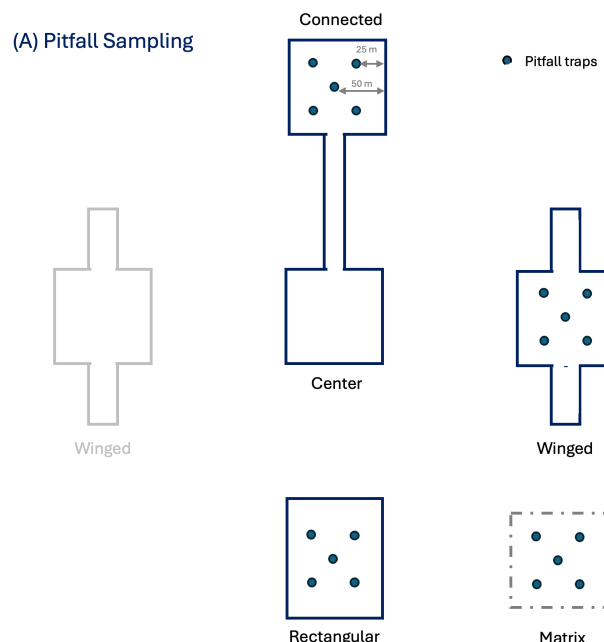 Connected
(A) Pitfall Sampling
25 m
Pitfall traps
50 m
Center
Winged
Winged
Rectangular
Matrix